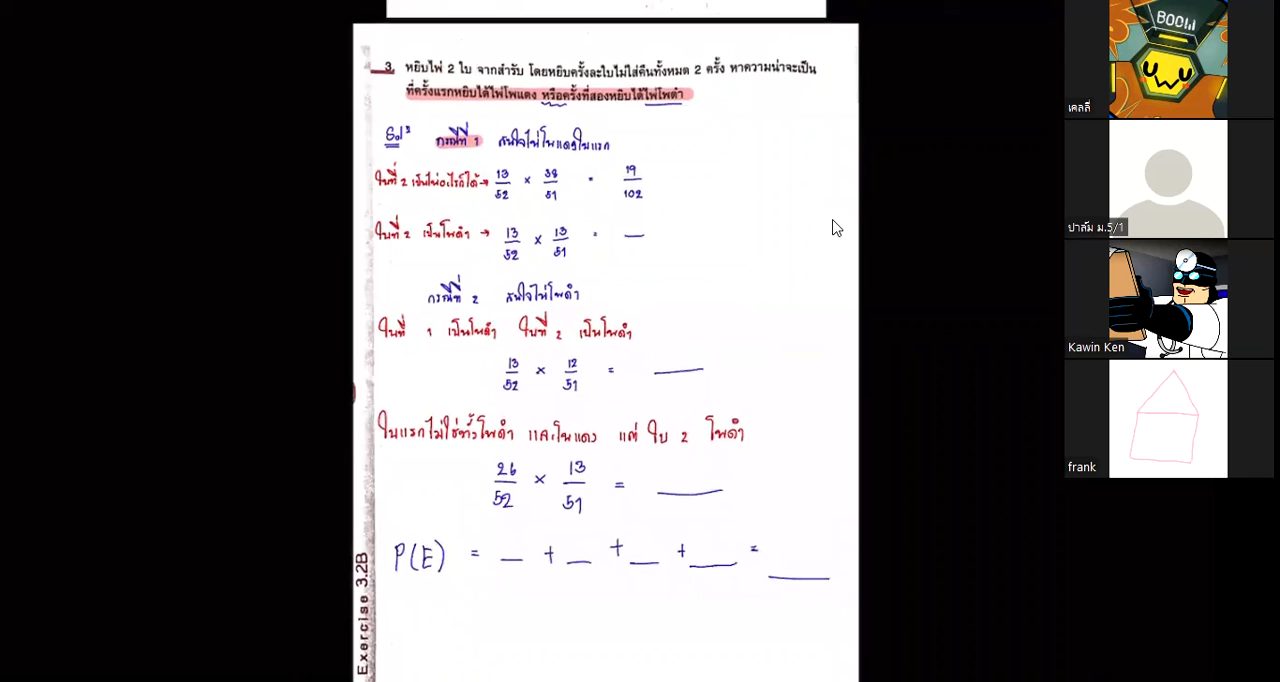 3. หยิบไพ่ 2 ใบ จากสำรับ โดยหยิบครั้งละใบไม่ใส่คืนทั้งหมด 2 ครั้ง หาความน่าจะเป็น
ที่ครั้งแรกหยิบได้ไพ่โพแดง หรือครั้งที่สองหยิบได้ไพ่โพดำ
กรณีที่ 1 สนใจไพ่โพแดงใบแรก
ใบที่ 2 เป็นไพ่อะไรก็ได้ → 13/52 × 38/51 = 19/102
ใบที่ 2 เป็นโพดำ → 13/52 × 13/51 = __
กรณีที่ 2 สนใจไพ่โพดำ
ใบที่ 1 เป็นโพดำ ใบที่ 2 เป็นโพดำ
13/52 × 12/51 = __
ใบแรกไม่ใช่ทั้งโพดำ และโพแดง แต่ ใบ 2 โพดำ
26/52 × 13/51 = __
P(E) = __ + __ + __ + __ = __
Exercise 3.2B
BOOM
เคลลี่
ปาล์ม ม.5/1
Kawin Ken
frank